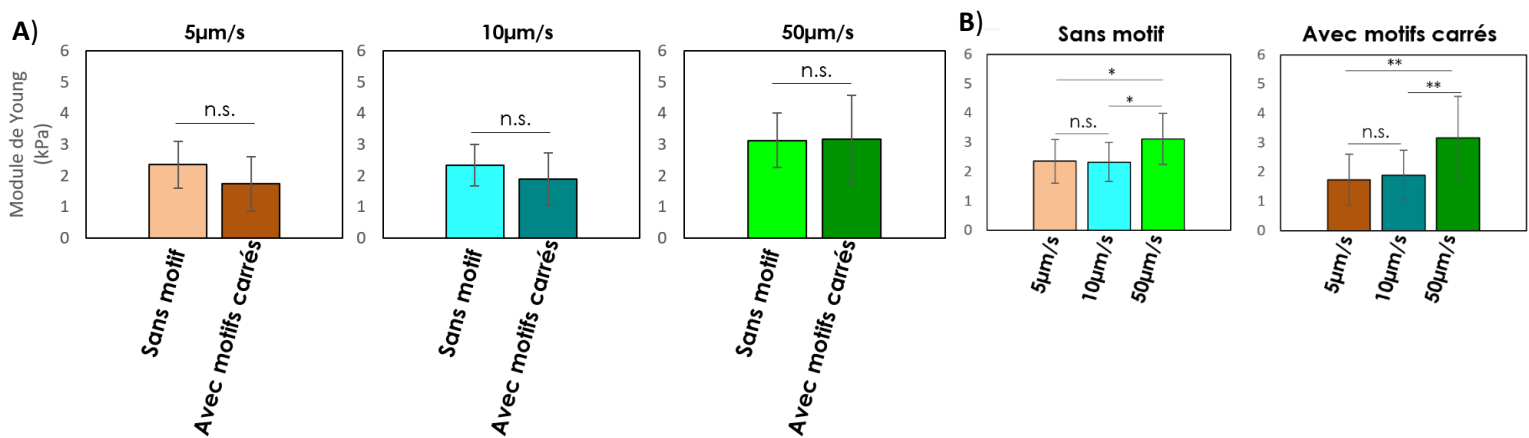 A)
5µm/s
10µm/s
50µm/s
Module de Young
(kPa)
6
5
4
3
2
1
0
n.s.
Sans motif
Avec motifs carrés
6
5
4
3
2
1
0
n.s.
Sans motif
Avec motifs carrés
6
5
4
3
2
1
0
n.s.
Sans motif
Avec motifs carrés
B)
Sans motif
6
5
4
3
2
1
0
*
*
n.s.
5µm/s
10µm/s
50µm/s
Avec motifs carrés
6
5
4
3
2
1
0
**
**
n.s.
5µm/s
10µm/s
50µm/s